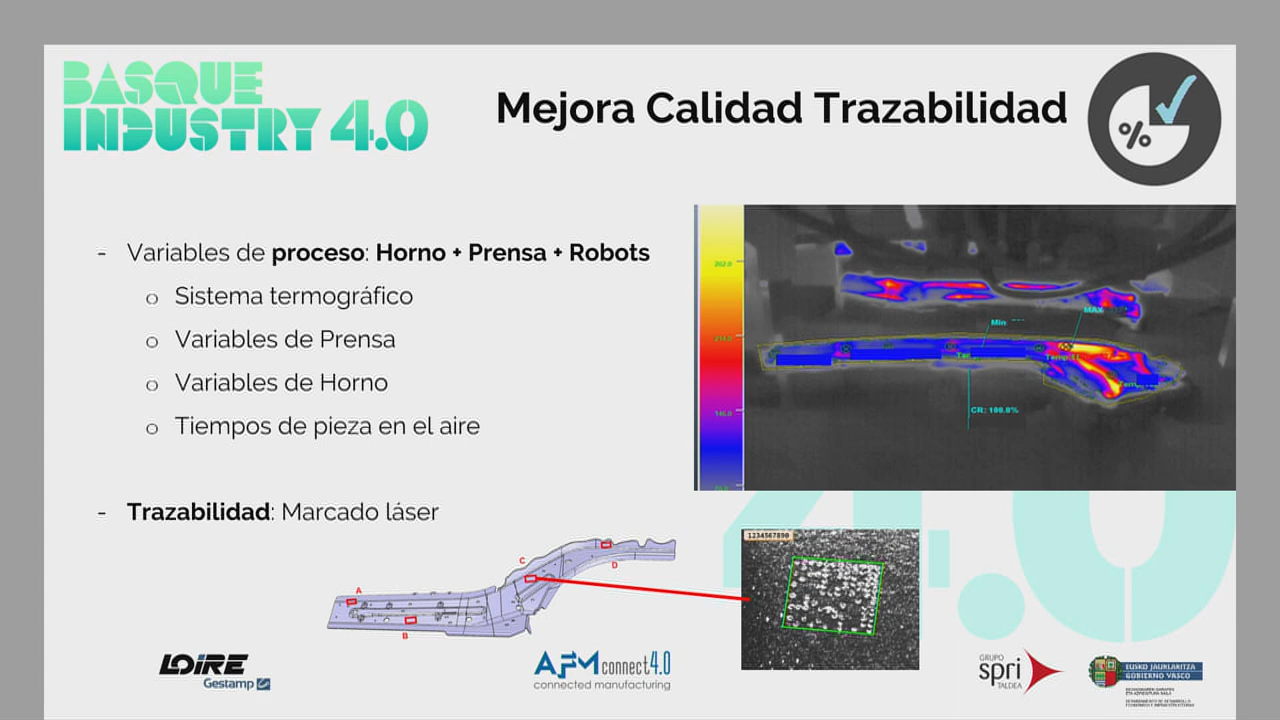 BASQUE
INDUSTRY 4.0
Mejora Calidad Trazabilidad
%
- Variables de proceso: Horno + Prensa + Robots
o Sistema termográfico
o Variables de Prensa
o Variables de Horno
o Tiempos de pieza en el aire
- Trazabilidad: Marcado láser
Min
MAX
CR: 100.0%
4.0
1234567890
A
B
C
D
LOIRE
Gestamp
AFM connect4.0
connected manufacturing
GRUPO
spri
TALDEA
EUSKO JAURLARITZA
GOBIERNO VASCO